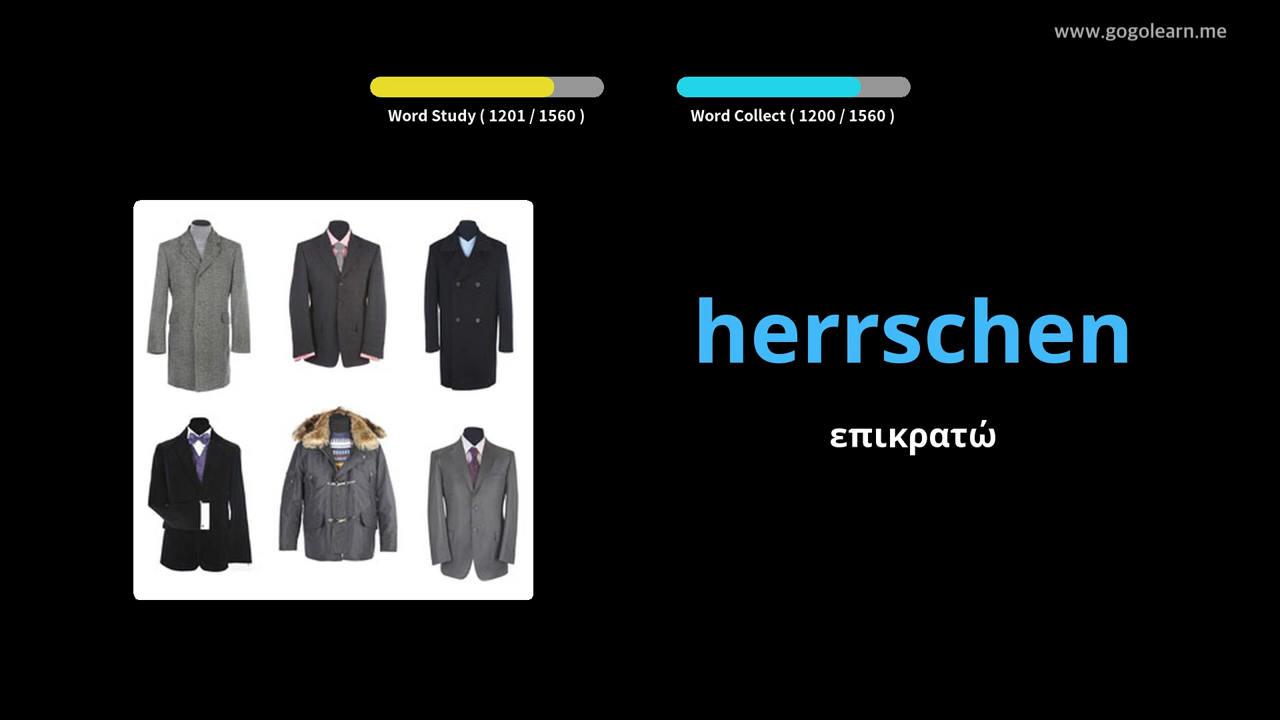 www.gogolearn.me
Word Study ( 1201 / 1560 )
Word Collect ( 1200 / 1560 )
herrschen
επικρατώ